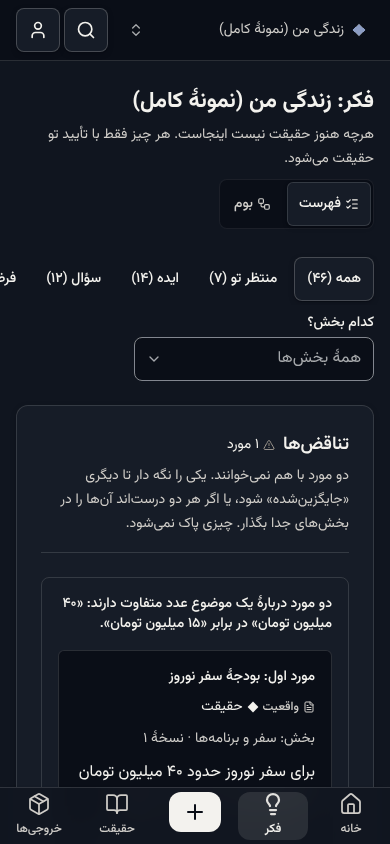 زندگی من (نمونهٔ کامل)
فکر: زندگی من (نمونهٔ کامل)
هرچه هنوز حقیقت نیست اینجاست. هر چیز فقط با تأیید تو
حقیقت می‌شود.
فهرست بوم
همه (۴۶) منتظر تو (۷) ایده (۱۴) سؤال (۱۲)
کدام بخش؟
همهٔ بخش‌ها
تناقض‌ها ۱ مورد
دو مورد با هم نمی‌خوانند. یکی را نگه دار تا دیگری
«جایگزین‌شده» شود، یا اگر هر دو درست‌اند آن‌ها را در
بخش‌های جدا بگذار. چیزی پاک نمی‌شود.
دو مورد دربارهٔ یک موضوع عدد متفاوت دارند: «۴۰
میلیون تومان» در برابر «۱۵ میلیون تومان».
مورد اول: بودجهٔ سفر نوروز
واقعیت حقیقت
بخش: سفر و برنامه‌ها · نسخهٔ ۱
برای سفر نوروز حدود ۴۰ میلیون تومان
خانه فکر حقیقت خروجی‌ها